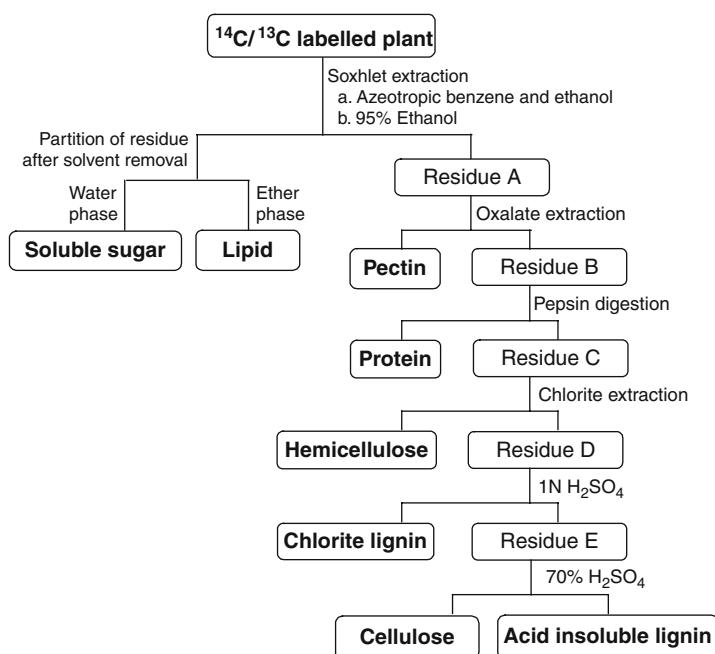 ¹⁴C/ ¹³C labelled plant
Soxhlet extraction
a. Azeotropic benzene and ethanol
b. 95% Ethanol
Partition of residue
after solvent removal
Residue A
Water
phase
Ether
phase
Oxalate extraction
Soluble sugar
Lipid
Pectin
Residue B
Pepsin digestion
Protein
Residue C
Chlorite extraction
Hemicellulose
Residue D
1N H₂SO₄
Chlorite lignin
Residue E
70% H₂SO₄
Cellulose
Acid insoluble lignin